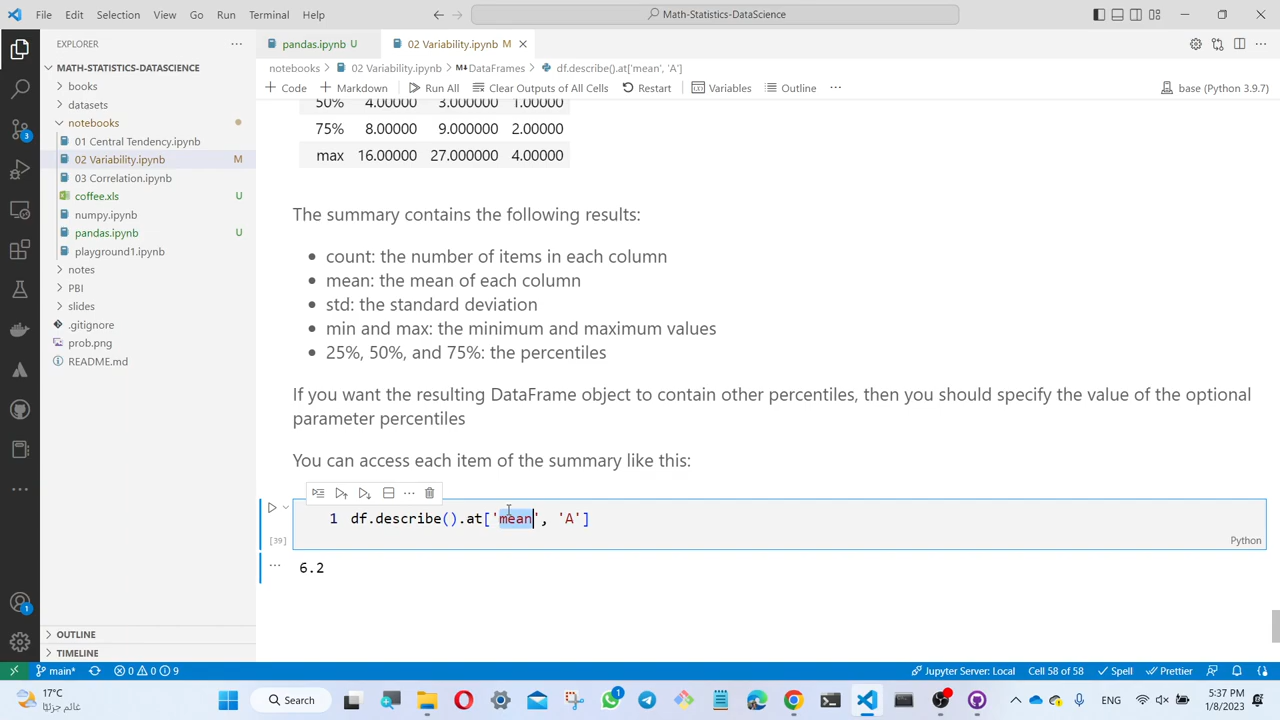 File Edit Selection View Go Run Terminal Help
Math-Statistics-DataScience
EXPLORER
MATH-STATISTICS-DATASCIENCE
books
datasets
notebooks
01 Central Tendency.ipynb
02 Variability.ipynb M
03 Correlation.ipynb
coffee.xls U
numpy.ipynb
pandas.ipynb U
playground1.ipynb
notes
PBI
slides
.gitignore
prob.png
README.md
OUTLINE
TIMELINE
pandas.ipynb U 02 Variability.ipynb M
notebooks > 02 Variability.ipynb > DataFrames > df.describe().at['mean', 'A']
+ Code + Markdown Run All Clear Outputs of All Cells Restart Variables Outline ... base (Python 3.9.7)
50% 4.00000 3.000000 1.00000
75% 8.00000 9.000000 2.00000
max 16.00000 27.000000 4.00000
The summary contains the following results:
• count: the number of items in each column
• mean: the mean of each column
• std: the standard deviation
• min and max: the minimum and maximum values
• 25%, 50%, and 75%: the percentiles
If you want the resulting DataFrame object to contain other percentiles, then you should specify the value of the optional
parameter percentiles
You can access each item of the summary like this:
1 df.describe().at['mean', 'A']
[39] Python
6.2
main* 0 0 9 Jupyter Server: Local Cell 58 of 58 Spell Prettier
17°C
غائم جزئيًا
Search
ENG
5:37 PM
1/8/2023